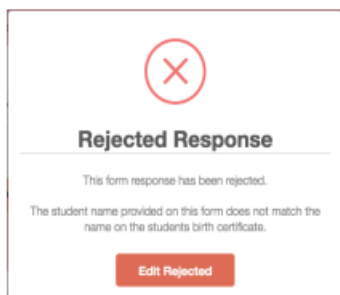 Rejected Response
This form response has been rejected.
The student name provided on this form does not match the
name on the students birth certificate.
Edit Rejected